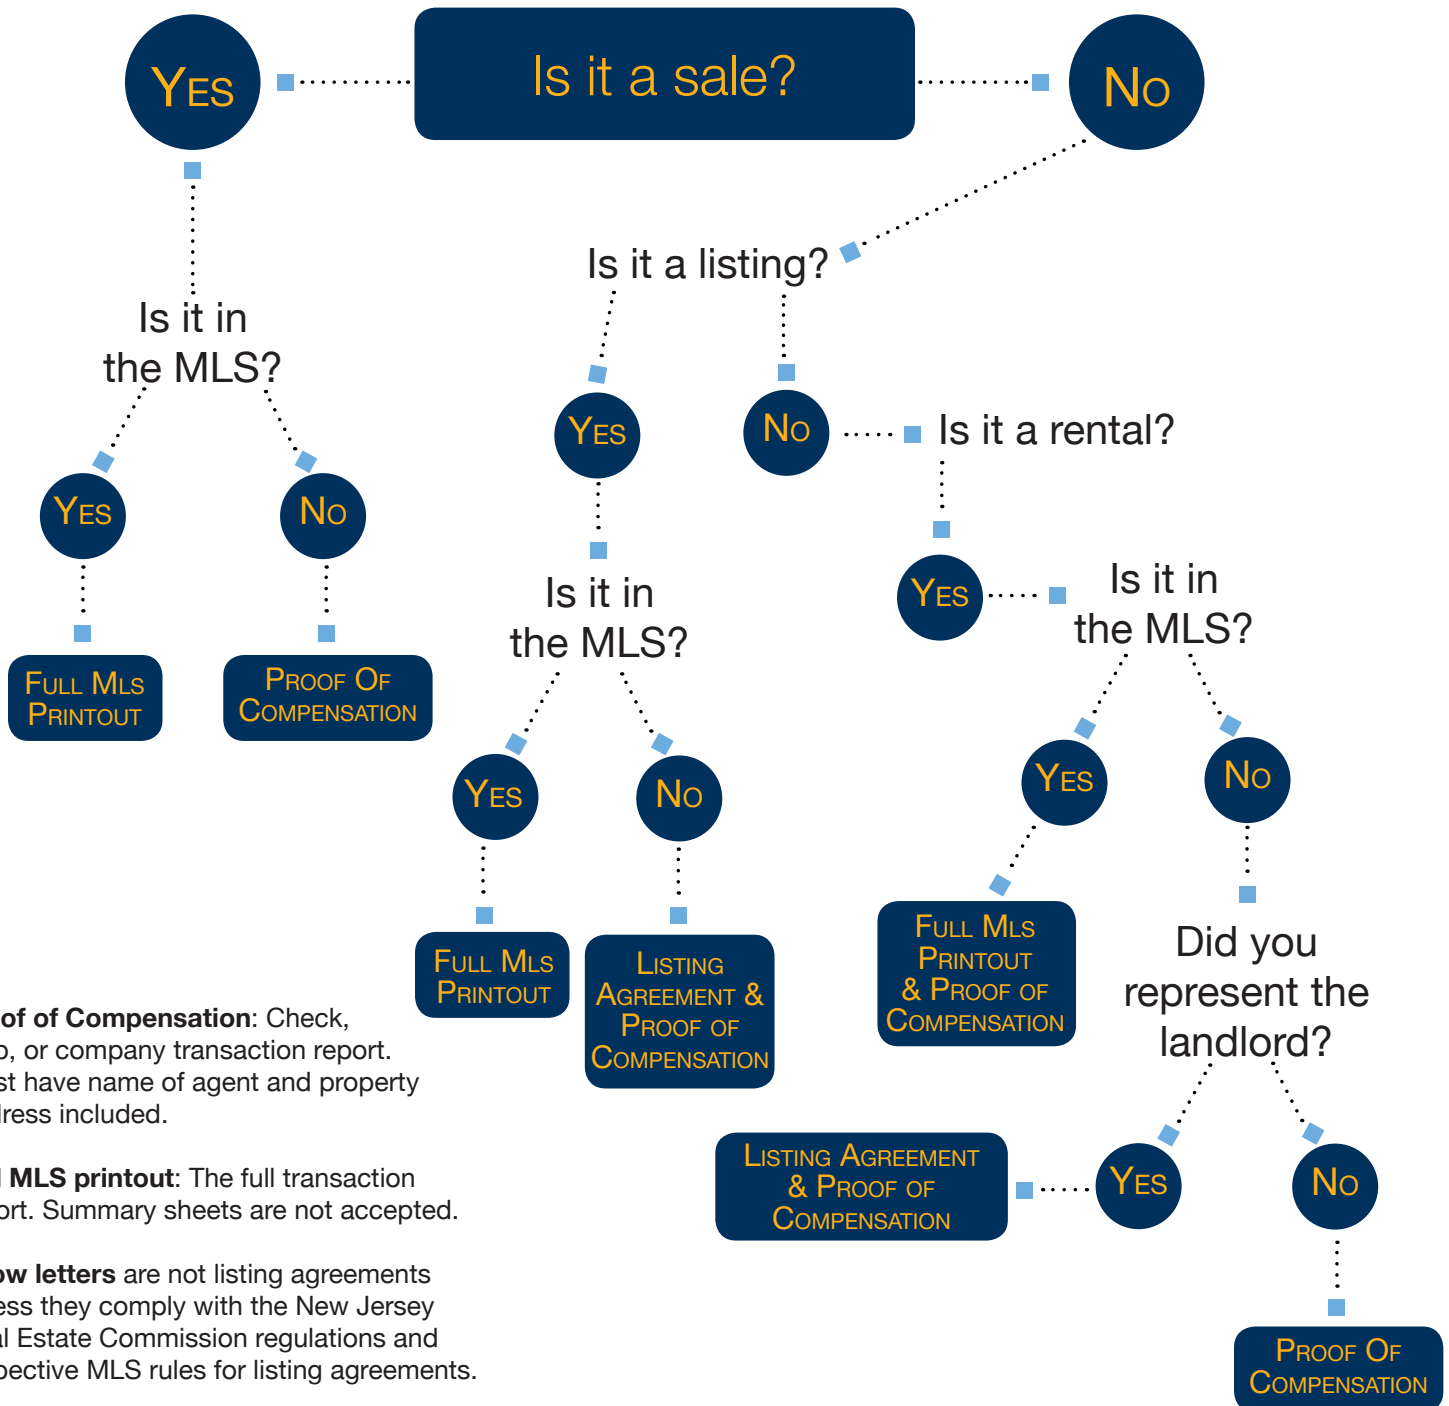 Is it a sale?
YES
NO
Is it in
the MLS?
YES
NO
FULL MLS
PRINTOUT
PROOF OF
COMPENSATION
Is it a listing?
YES
NO
Is it a rental?
Is it in
the MLS?
YES
NO
FULL MLS
PRINTOUT
LISTING
AGREEMENT &
PROOF OF
COMPENSATION
YES
Is it in
the MLS?
YES
NO
FULL MLS
PRINTOUT
& PROOF OF
COMPENSATION
Did you
represent the
landlord?
YES
NO
LISTING AGREEMENT
& PROOF OF
COMPENSATION
PROOF OF
COMPENSATION
of of Compensation: Check,
, or company transaction report.
st have name of agent and property
ress included.
MLS printout: The full transaction
ort. Summary sheets are not accepted.
ow letters are not listing agreements
ess they comply with the New Jersey
al Estate Commission regulations and
pective MLS rules for listing agreements.